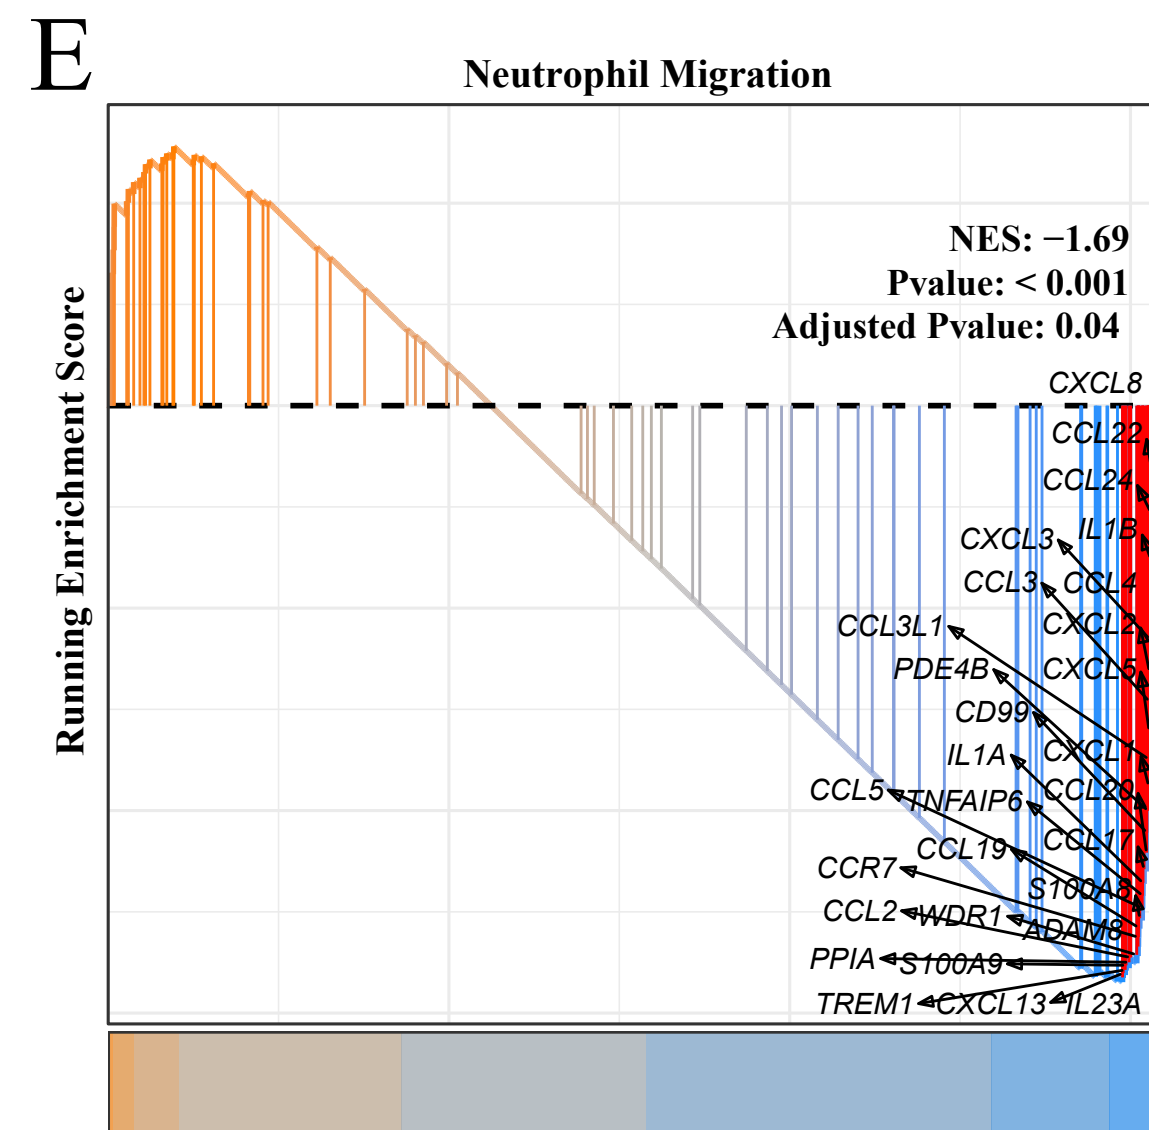 E
Neutrophil Migration
Running Enrichment Score
NES: −1.69
Pvalue: < 0.001
Adjusted Pvalue: 0.04
CXCL8
CCL22
CCL24
IL1B
CXCL3
CCL3
CCL4
CXCL2
CCL3L1
PDE4B
CXCL5
CD99
IL1A
CXCL1
CCL5
TNFAIP6
CCL20
CCL19
CCL17
CCR7
S100A8
CCL2
WDR1
ADAM8
PPIA
S100A9
TREM1
CXCL13
IL23A